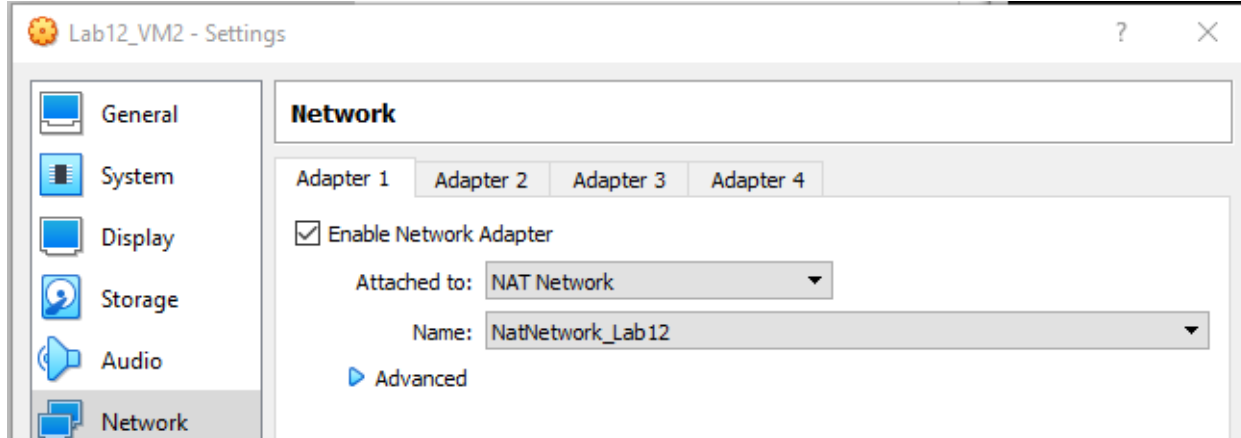 Lab12_VM2 - Settings ? ×
General
System
Display
Storage
Audio
Network
Network
Adapter 1 Adapter 2 Adapter 3 Adapter 4
Enable Network Adapter
Attached to: NAT Network
Name: NatNetwork_Lab12
Advanced